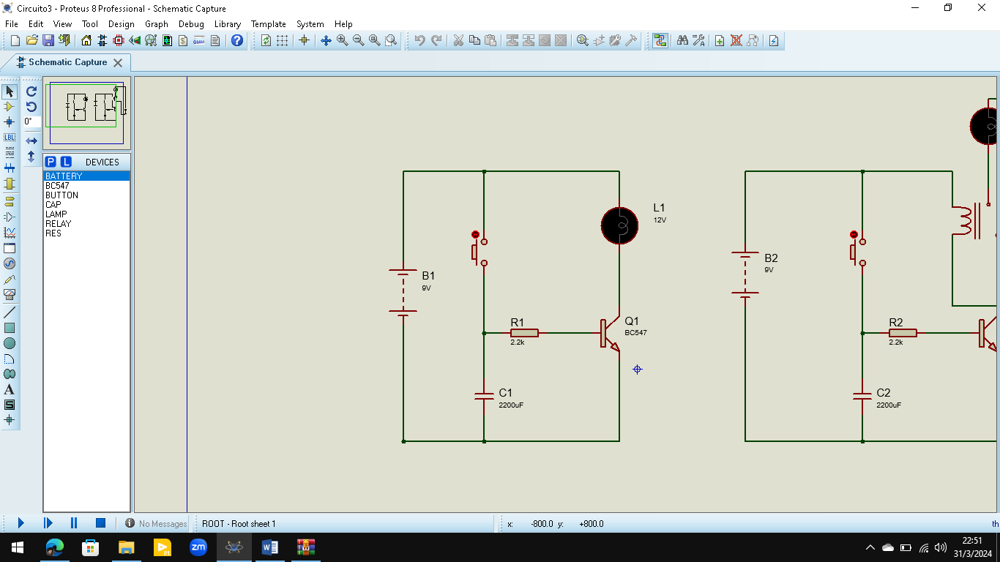 Circuito3 - Proteus 8 Professional - Schematic Capture
File Edit View Tool Design Graph Debug Library Template System Help
$
?
Schematic Capture
0°
LBL
P L DEVICES
BATTERY
BC547
BUTTON
CAP
LAMP
RELAY
RES
A
S
L1
12V
B1
9V
R1
2.2k
Q1
BC547
C1
2200uF
B2
9V
R2
2.2k
C2
2200uF
No Messages
ROOT - Root sheet 1
x: -800.0 y: +800.0
th
21
zm
W
22:51
31/3/2024